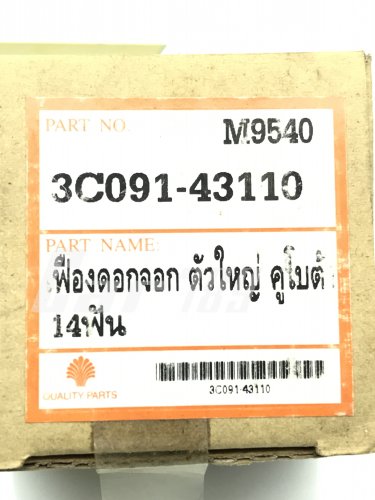 PART NO. M9540
3C091-43110
PART NAME:
เฟืองดอกจอก ตัวใหญ่ คูโบต้
14ฟัน
QUALITY PARTS
3C091-43110